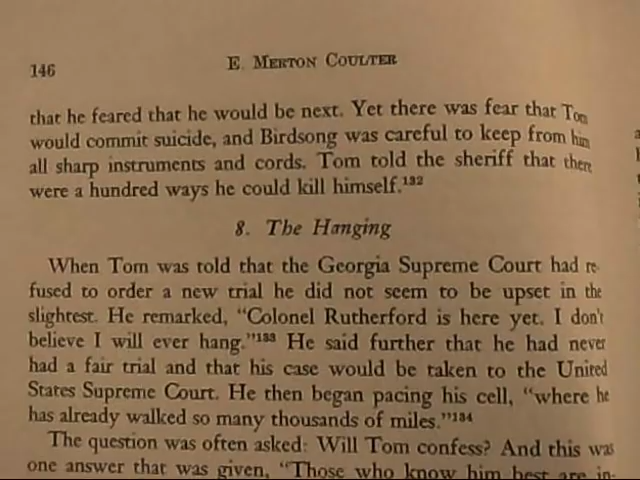 146
E. MERTON COULTER
that he feared that he would be next. Yet there was fear that Tom
would commit suicide, and Birdsong was careful to keep from him
all sharp instruments and cords. Tom told the sheriff that there
were a hundred ways he could kill himself.132
8. The Hanging
When Tom was told that the Georgia Supreme Court had re-
fused to order a new trial he did not seem to be upset in the
slightest. He remarked, "Colonel Rutherford is here yet. I don't
believe I will ever hang."133 He said further that he had never
had a fair trial and that his case would be taken to the United
States Supreme Court. He then began pacing his cell, "where he
has already walked so many thousands of miles."134
The question was often asked: Will Tom confess? And this was
one answer that was given, "Those who know him best are in-